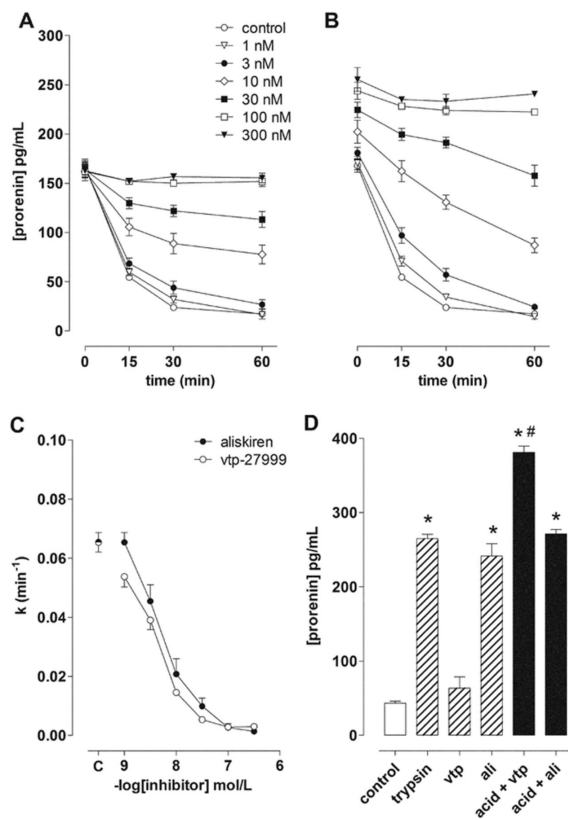 A
B
control
1 nM
3 nM
10 nM
30 nM
100 nM
300 nM
[prorenin] pg/mL
300
250
200
150
100
50
0
0 15 30 60
time (min)
0 15 30 60
time (min)
C
aliskiren
vtp-27999
k (min-1)
0.10
0.08
0.06
0.04
0.02
0.00
C 9 8 7 6
-log[inhibitor] mol/L
D
[prorenin] pg/mL
400
300
200
100
0
*
*
* #
*
control
trypsin
vtp
ali
acid + vtp
acid + ali